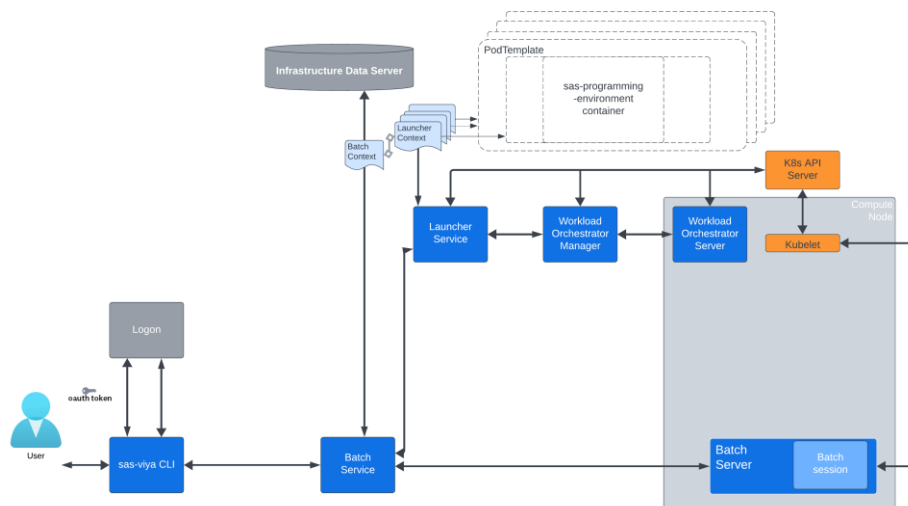 PodTemplate
Infrastructure Data Server
sas-programming
-environment
container
Launcher
Context
Batch
Context
K8s API
Server
Compute
Node
Launcher
Service
Workload
Orchestrator
Manager
Workload
Orchestrator
Server
Kubelet
Logon
oauth token
User
sas-viya CLI
Batch
Service
Batch
Server
Batch
session